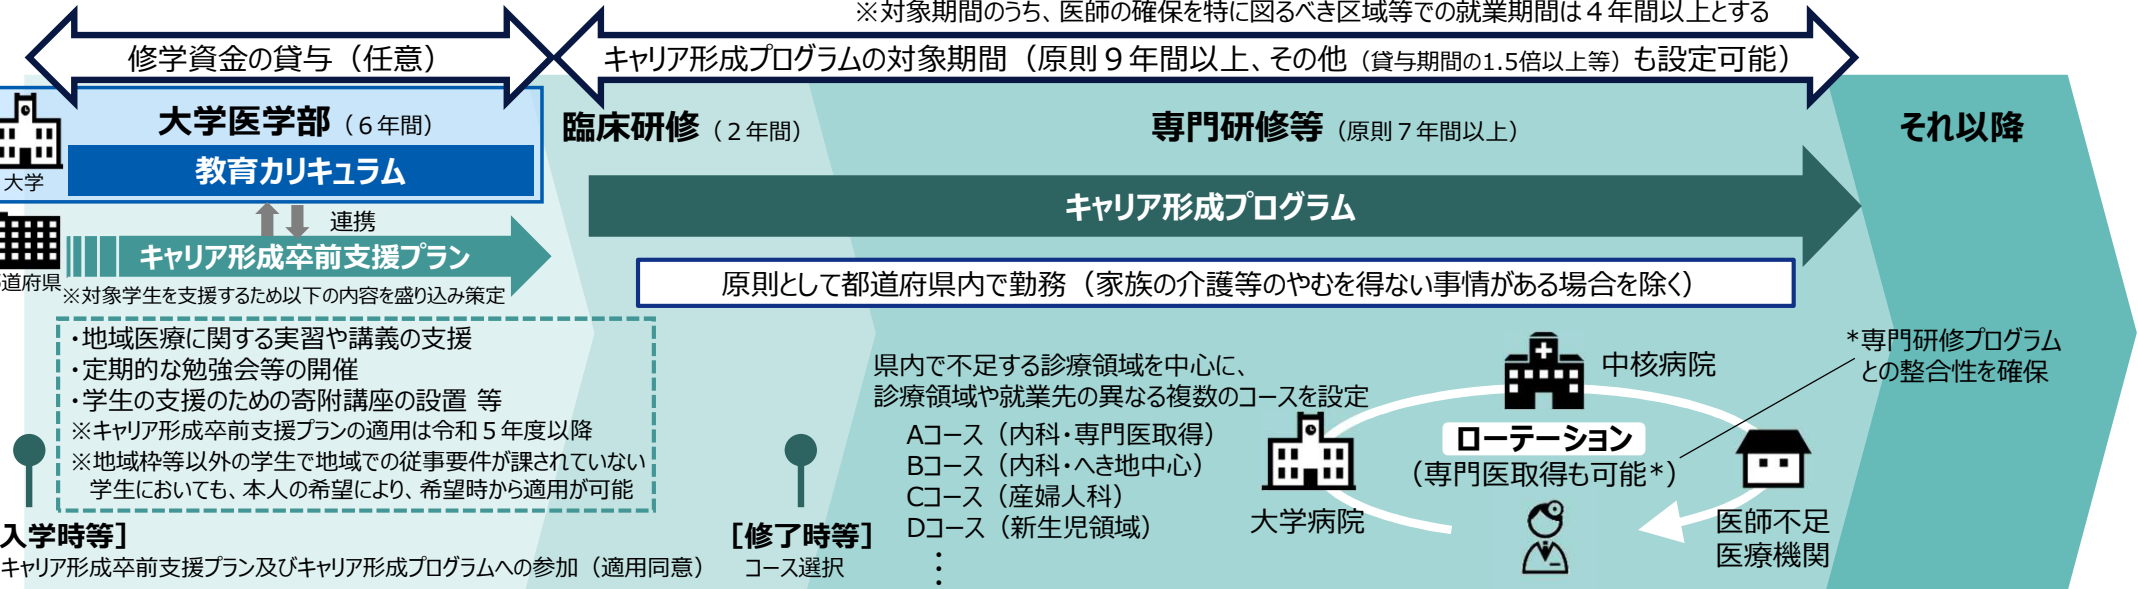 ※対象期間のうち、医師の確保を特に図るべき区域等での就業期間は４年間以上とする
修学資金の貸与（任意）
キャリア形成プログラムの対象期間（原則９年間以上、その他（貸与期間の1.5倍以上等）も設定可能）
大学医学部（６年間）
臨床研修（２年間）
専門研修等（原則７年間以上）
それ以降
教育カリキュラム
大学
キャリア形成プログラム
連携
キャリア形成卒前支援プラン
道府県
※対象学生を支援するため以下の内容を盛り込み策定
原則として都道府県内で勤務（家族の介護等のやむを得ない事情がある場合を除く）
・地域医療に関する実習や講義の支援
・定期的な勉強会等の開催
・学生の支援のための寄附講座の設置 等
※キャリア形成卒前支援プランの適用は令和５年度以降
※地域枠等以外の学生で地域での従事要件が課されていない
学生においても、本人の希望により、希望時から適用が可能
県内で不足する診療領域を中心に、
診療領域や就業先の異なる複数のコースを設定
Aコース（内科・専門医取得）
Bコース（内科・へき地中心）
Cコース（産婦人科）
Dコース（新生児領域）
・
・
・
中核病院
*専門研修プログラム
との整合性を確保
ローテーション
（専門医取得も可能*）
大学病院
医師不足
医療機関
入学時等］
キャリア形成卒前支援プラン及びキャリア形成プログラムへの参加（適用同意）
［修了時等］
コース選択